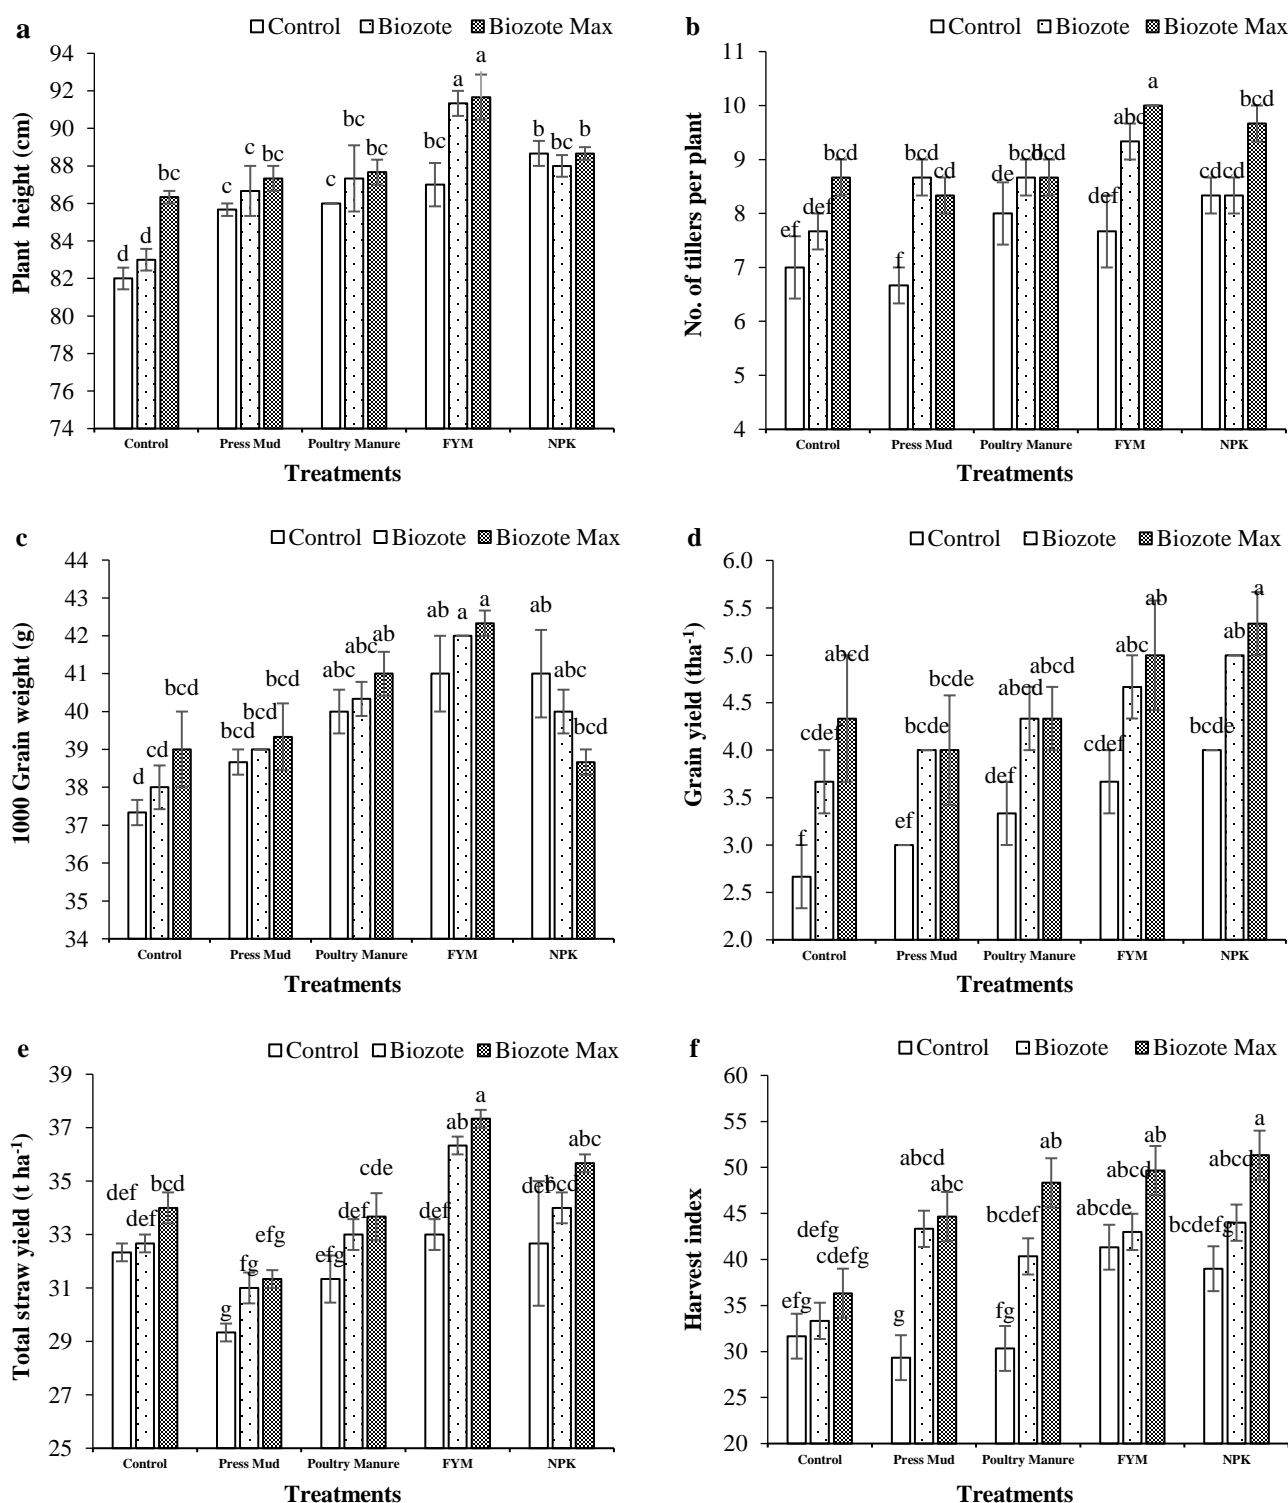 a
Control Biozote Biozote Max
94
92
90
88
86
84
82
80
78
76
74
Plant height (cm)
d d bc
c c bc
c bc bc
bc a a
b bc b
Control Press Mud Poultry Manure FYM NPK
Treatments
b
Control Biozote Biozote Max
11
10
9
8
7
6
5
4
No. of tillers per plant
ef def bcd
f bcd cd
de bcd bcd
def abc a
cd cd bcd
Control Press Mud Poultry Manure FYM NPK
Treatments
c
Control Biozote Biozote Max
44
43
42
41
40
39
38
37
36
35
34
1000 Grain weight (g)
d cd bcd
bcd bcd bcd
abc abc ab
ab a a
ab abc bcd
Control Press Mud Poultry Manure FYM NPK
Treatments
d
Control Biozote Biozote Max
6.0
5.5
5.0
4.5
4.0
3.5
3.0
2.5
2.0
Grain yield (tha-1)
f cdef abcd
ef bcde bcde
def abcd abcd
cdef abc ab
bcde ab a
Control Press Mud Poultry Manure FYM NPK
Treatments
e
Control Biozote Biozote Max
39
37
35
33
31
29
27
25
Total straw yield (t ha-1)
def def bcd
g fg efg
efg def cde
def ab a
def bcd abc
Control Press Mud Poultry Manure FYM NPK
Treatments
f
Control Biozote Biozote Max
60
55
50
45
40
35
30
25
20
Harvest index
efg defg cdefg
g abcd abc
fg bcdef ab
abcde abcd ab
bcdefg abcd a
Control Press Mud Poultry Manure FYM NPK
Treatments